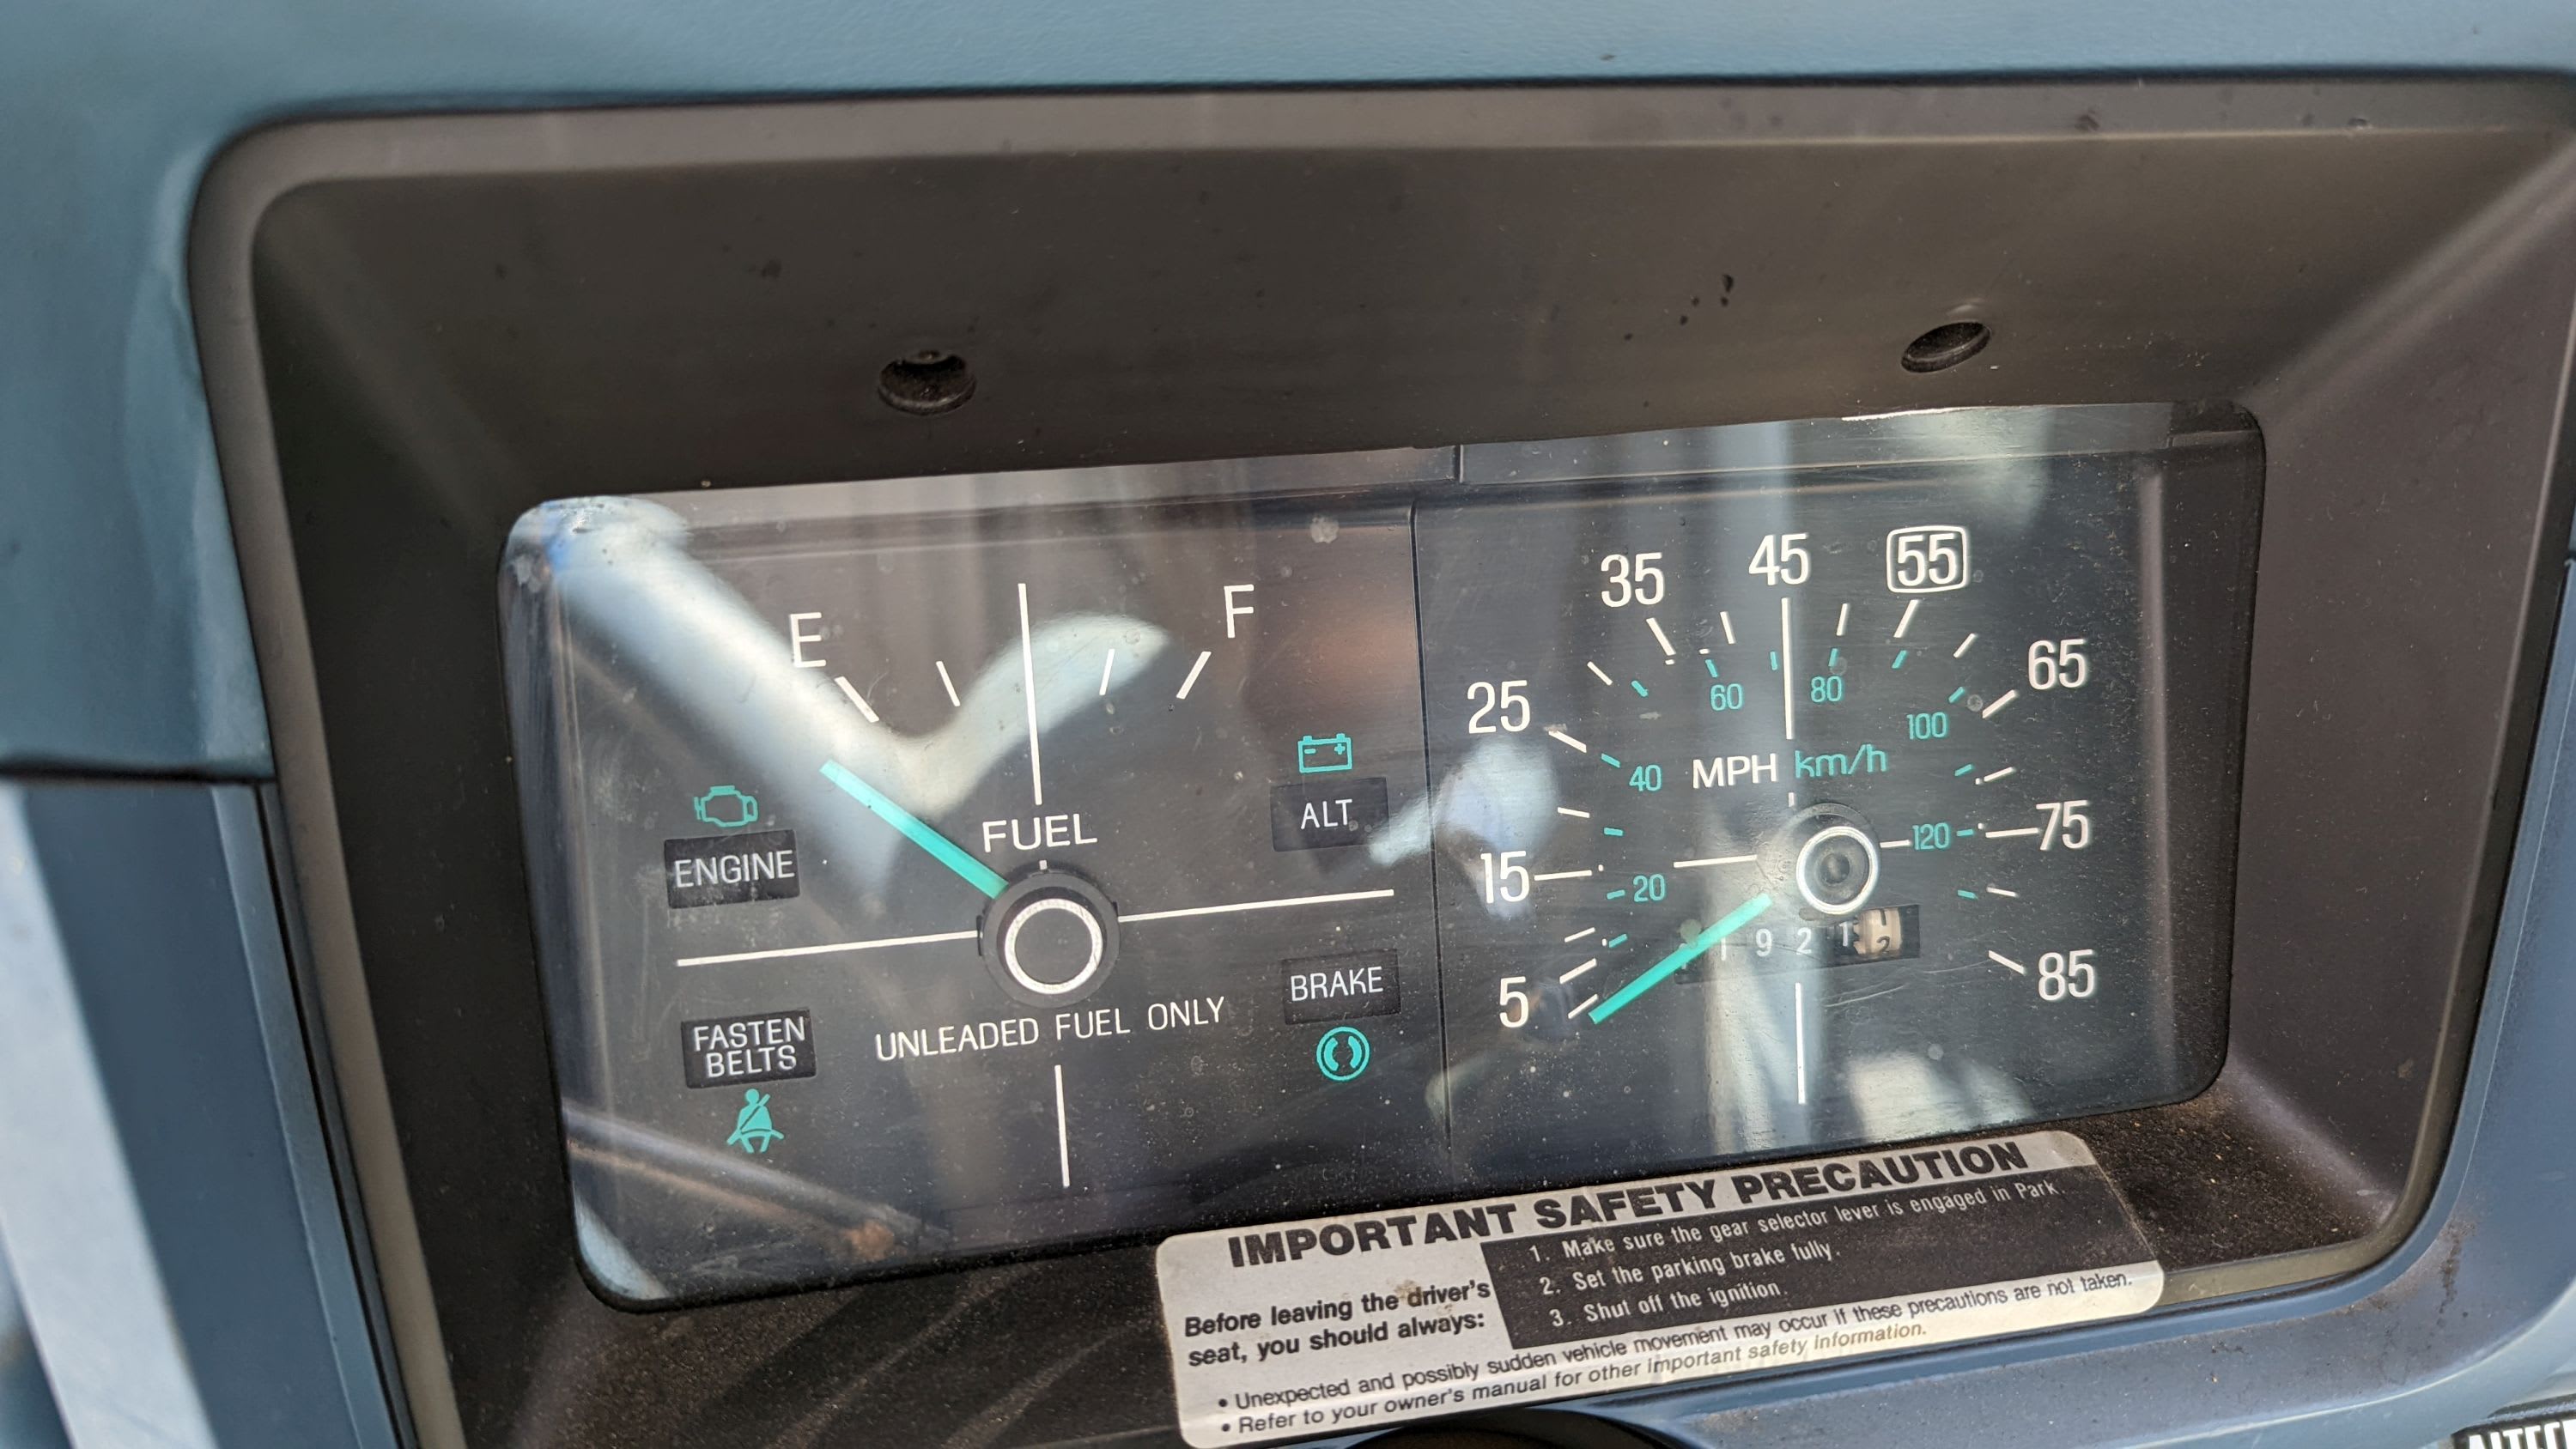 E
F
FUEL
ENGINE
ALT
FASTEN
BELTS
UNLEADED FUEL ONLY
BRAKE
5
15
25
35
45
55
65
75
85
MPH km/h
20
40
60
80
100
120
9 2 1
IMPORTANT SAFETY PRECAUTION
Before leaving the driver's
seat, you should always:
1. Make sure the gear selector lever is engaged in Park.
2. Set the parking brake fully.
3. Shut off the ignition.
• Unexpected and possibly sudden vehicle movement may occur if these precautions are not taken.
• Refer to your owner's manual for other important safety information.